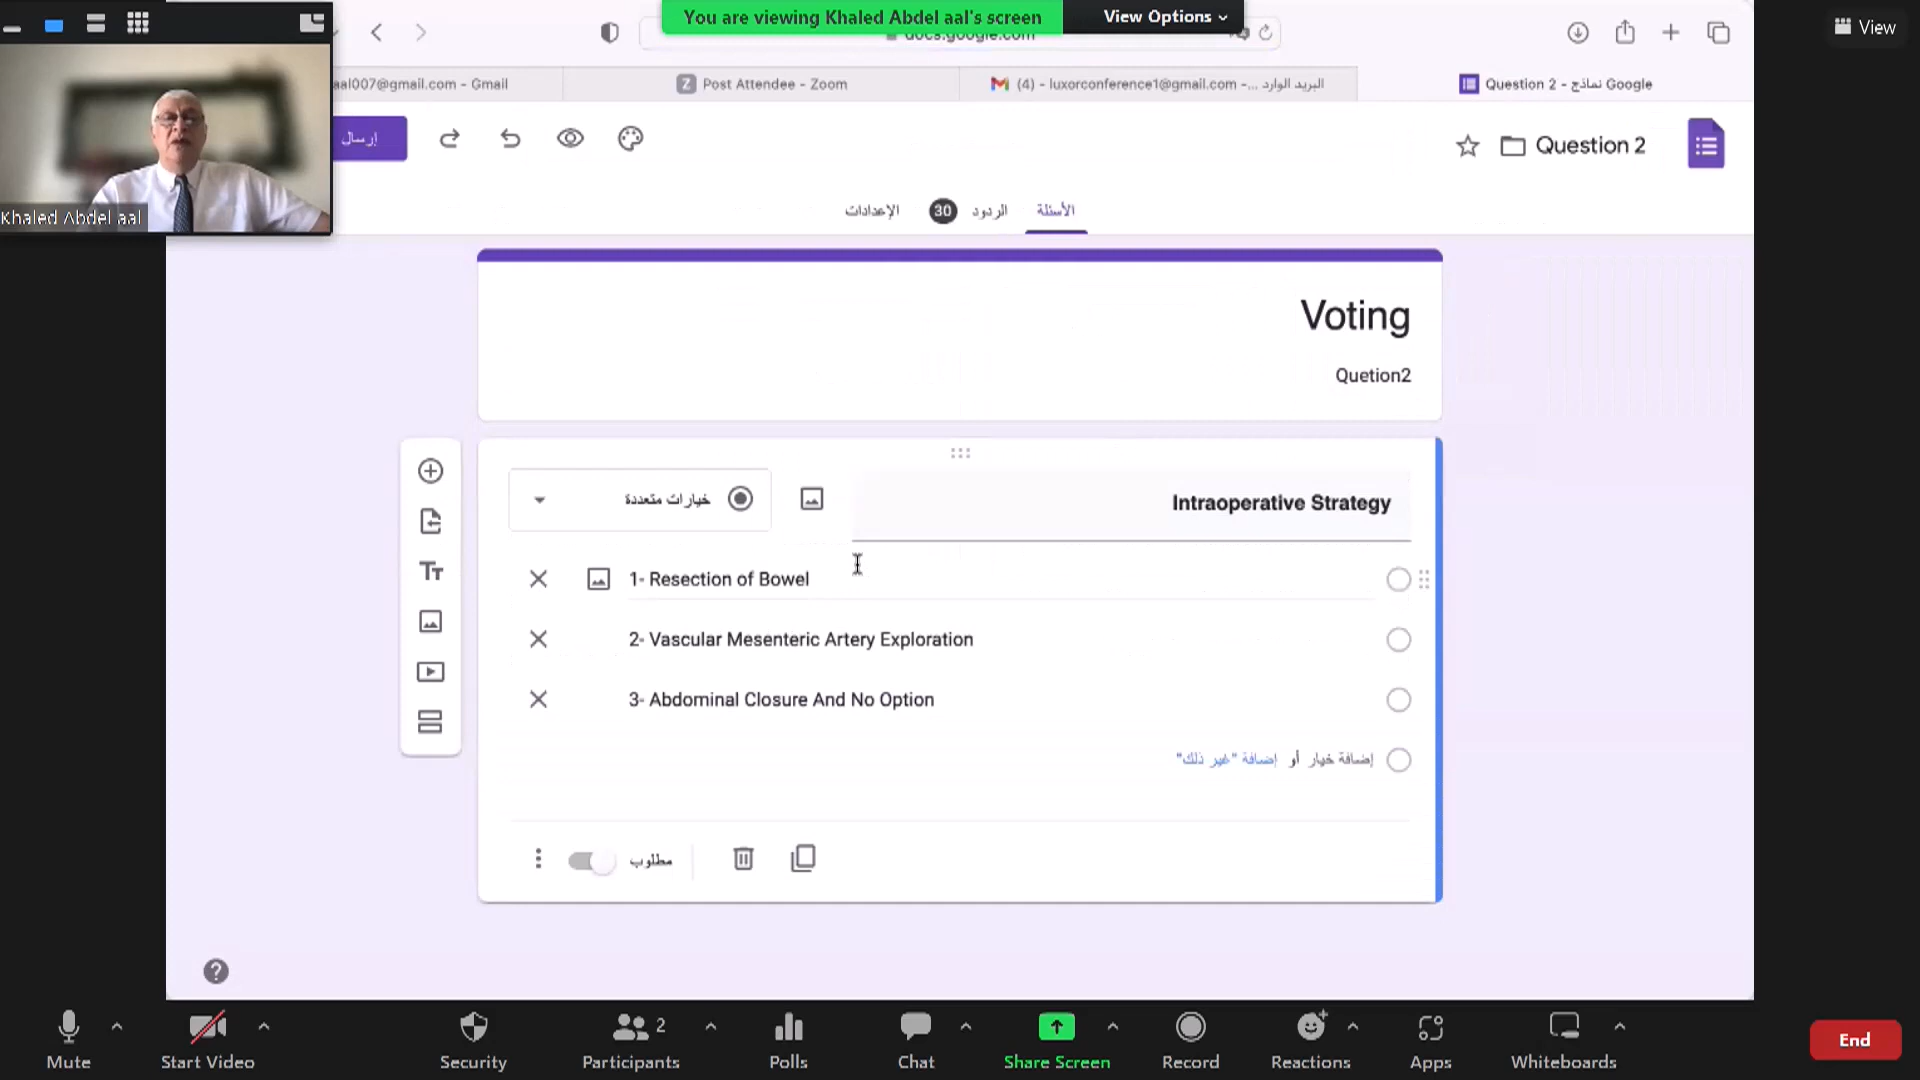 You are viewing Khaled Abdel aal's screen
View Options
View
docs.google.com
aal007@gmail.com - Gmail
Post Attendee - Zoom
البريد الوارد (4) - luxorconference1@gmail.com -...
Question 2 - نماذج Google
Khaled Abdel aal
إرسال
Question 2
الأسئلة
الردود 30
الإعدادات
Voting
Quetion2
Intraoperative Strategy
خيارات متعددة
1- Resection of Bowel
2- Vascular Mesenteric Artery Exploration
3- Abdominal Closure And No Option
إضافة خيار أو إضافة "غير ذلك"
مطلوب
Mute
Start Video
Security
Participants 2
Polls
Chat
Share Screen
Record
Reactions
Apps
Whiteboards
End